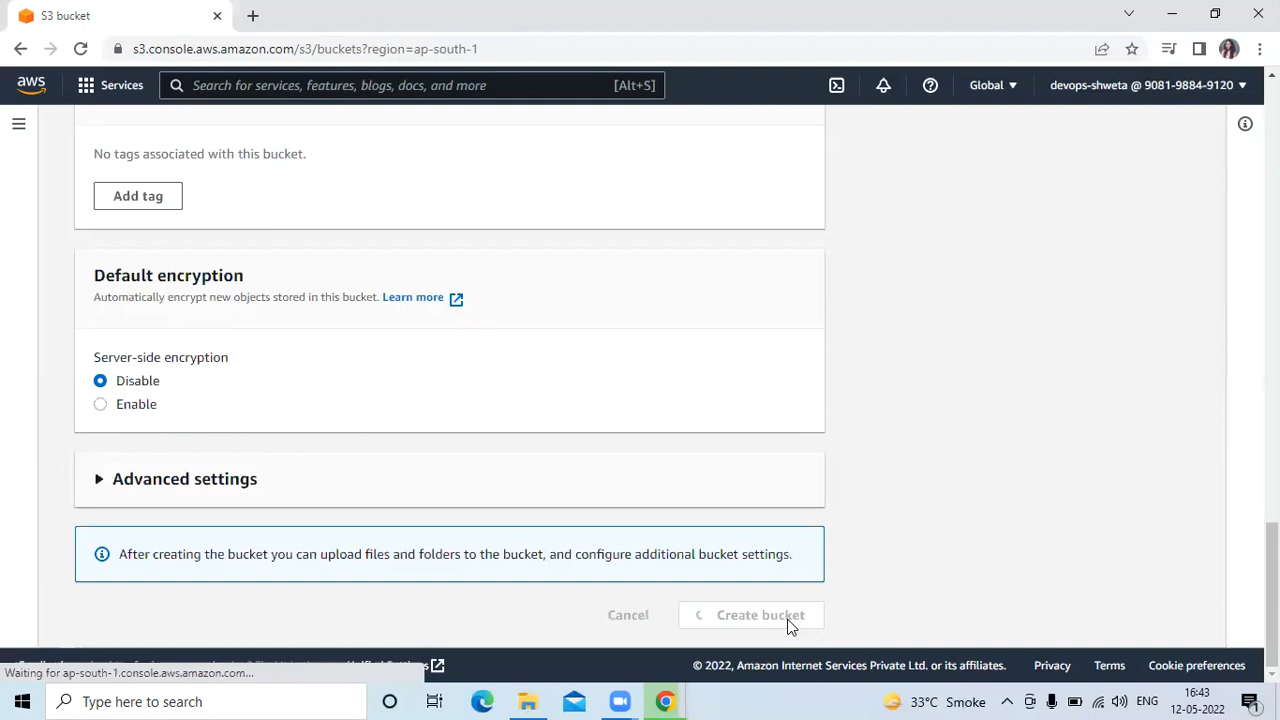 S3 bucket
s3.console.aws.amazon.com/s3/buckets?region=ap-south-1
aws
Services
Search for services, features, blogs, docs, and more
[Alt+S]
Global
devops-shweta @ 9081-9884-9120
No tags associated with this bucket.
Add tag
Default encryption
Automatically encrypt new objects stored in this bucket. Learn more
Server-side encryption
Disable
Enable
Advanced settings
After creating the bucket you can upload files and folders to the bucket, and configure additional bucket settings.
Cancel
Create bucket
© 2022, Amazon Internet Services Private Ltd. or its affiliates.
Privacy
Terms
Cookie preferences
Waiting for ap-south-1.console.aws.amazon.com...
Type here to search
33°C Smoke
ENG
16:43
12-05-2022
1